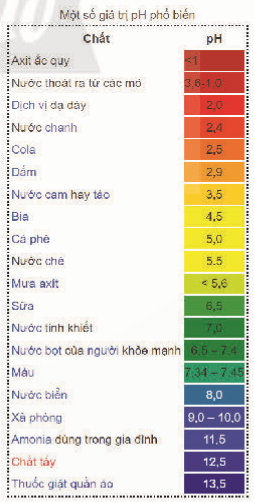 Một số giá trị pH phổ biến
Chất pH
Axit ắc quy <1
Nước thoát ra từ các mỏ -3,6-1,0
Dịch vị dạ dày 2,0
Nước chanh 2,4
Cola 2,5
Dấm 2,9
Nước cam hay táo 3,5
Bia 4,5
Cà phê 5,0
Nước chè 5,5
Mưa axít < 5,6
Sữa 6,5
Nước tinh khiết 7,0
Nước bọt của người khỏe mạnh 6,5 – 7,4
Máu 7,34 – 7,45
Nước biển 8,0
Xà phòng 9,0 – 10,0
Amonia dùng trong gia đình 11,5
Chất tẩy 12,5
Thuốc giặt quần áo 13,5